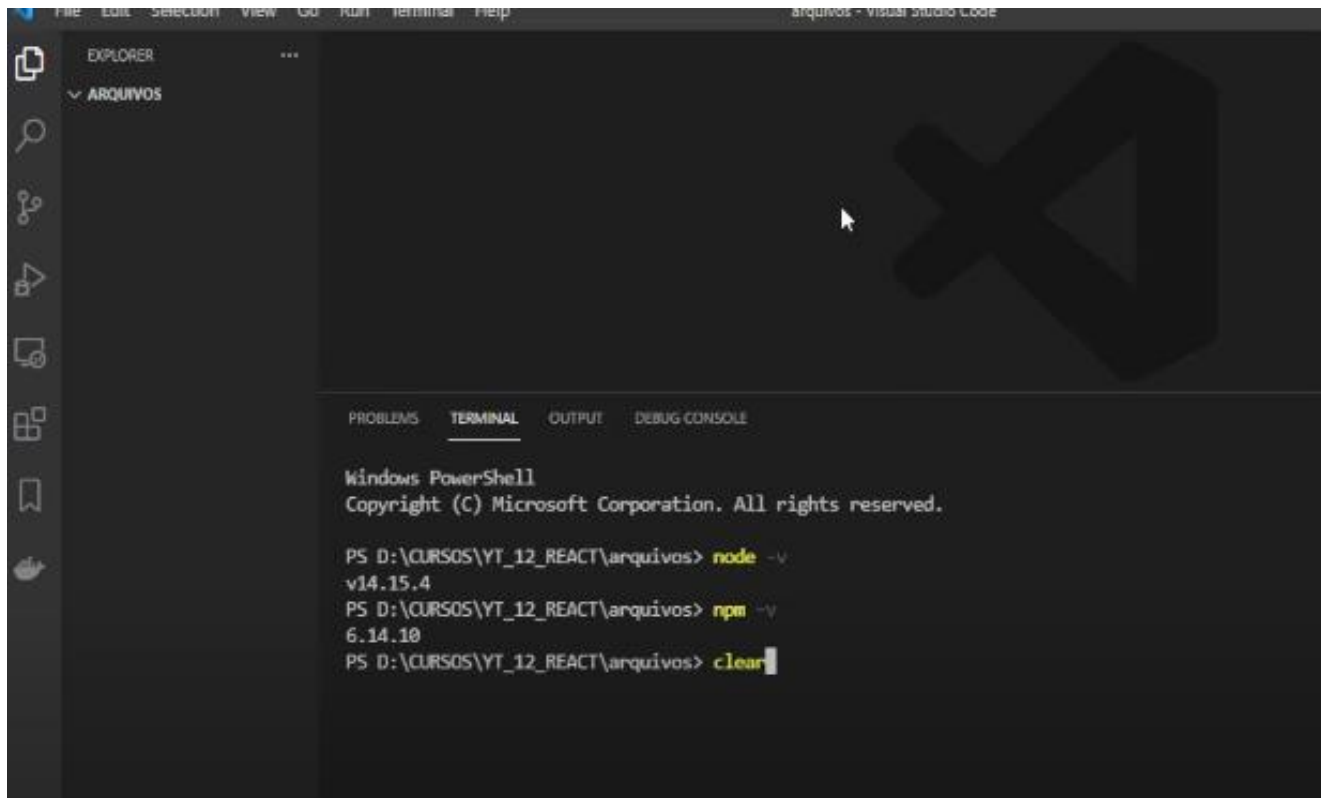 File Edit Selection View Go Run Terminal Help
arquivos - Visual Studio Code
EXPLORER
ARQUIVOS
PROBLEMS TERMINAL OUTPUT DEBUG CONSOLE
Windows PowerShell
Copyright (C) Microsoft Corporation. All rights reserved.
PS D:\CURSOS\YT_12_REACT\arquivos> node -v
v14.15.4
PS D:\CURSOS\YT_12_REACT\arquivos> npm -v
6.14.10
PS D:\CURSOS\YT_12_REACT\arquivos> clear